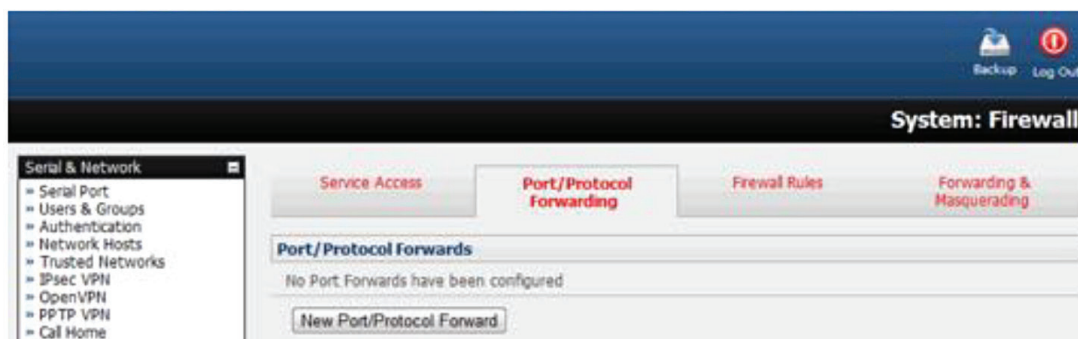 Backup
Log Out
System: Firewall
Serial & Network
» Serial Port
» Users & Groups
» Authentication
» Network Hosts
» Trusted Networks
» IPsec VPN
» OpenVPN
» PPTP VPN
» Call Home
Service Access
Port/Protocol
Forwarding
Firewall Rules
Forwarding &
Masquerading
Port/Protocol Forwards
No Port Forwards have been configured
New Port/Protocol Forward